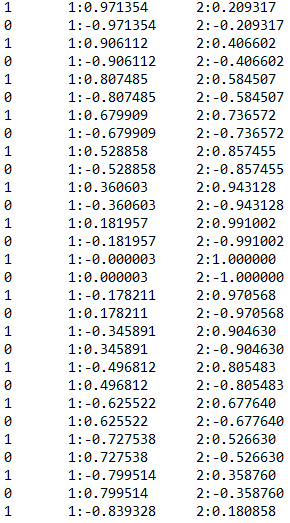 1 1:0.971354 2:0.209317
0 1:-0.971354 2:-0.209317
1 1:0.906112 2:0.406602
0 1:-0.906112 2:-0.406602
1 1:0.807485 2:0.584507
0 1:-0.807485 2:-0.584507
1 1:0.679909 2:0.736572
0 1:-0.679909 2:-0.736572
1 1:0.528858 2:0.857455
0 1:-0.528858 2:-0.857455
1 1:0.360603 2:0.943128
0 1:-0.360603 2:-0.943128
1 1:0.181957 2:0.991002
0 1:-0.181957 2:-0.991002
1 1:-0.000003 2:1.000000
0 1:0.000003 2:-1.000000
1 1:-0.178211 2:0.970568
0 1:0.178211 2:-0.970568
1 1:-0.345891 2:0.904630
0 1:0.345891 2:-0.904630
1 1:-0.496812 2:0.805483
0 1:0.496812 2:-0.805483
1 1:-0.625522 2:0.677640
0 1:0.625522 2:-0.677640
1 1:-0.727538 2:0.526630
0 1:0.727538 2:-0.526630
1 1:-0.799514 2:0.358760
0 1:0.799514 2:-0.358760
1 1:-0.839328 2:0.180858